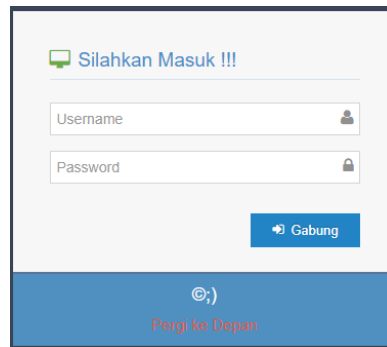 Silahkan Masuk !!!
Username
Password
Gabung
©;)
Pergi ke Depan